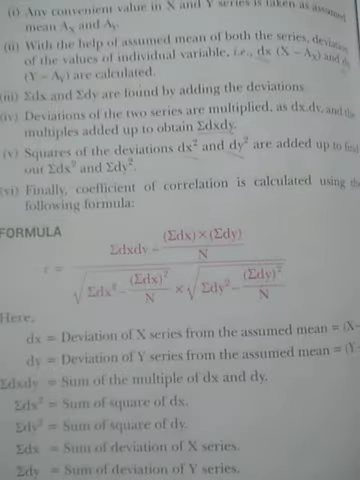 (i) Any convenient value in X and Y series is taken as assumed
mean Aₓ and Aᵧ.
(ii) With the help of assumed mean of both the series, deviation
of the values of individual variable, i.e., dx (X – Aₓ) and dy
(Y – Aᵧ) are calculated.
(iii) Σdx and Σdy are found by adding the deviations.
(iv) Deviations of the two series are multiplied, as dx.dy, and the
multiples added up to obtain Σdxdy.
(v) Squares of the deviations dx² and dy² are added up to find
out Σdx² and Σdy².
(vi) Finally, coefficient of correlation is calculated using the
following formula:
FORMULA
r = (Σdxdy – (Σdx)×(Σdy)/N) / (√(Σdx² – (Σdx)²/N) × √(Σdy² – (Σdy)²/N))
Here,
dx = Deviation of X series from the assumed mean = (X–
dy = Deviation of Y series from the assumed mean = (Y–
Σdxdy = Sum of the multiple of dx and dy.
Σdx² = Sum of square of dx.
Σdy² = Sum of square of dy.
Σdx = Sum of deviation of X series.
Σdy = Sum of deviation of Y series.